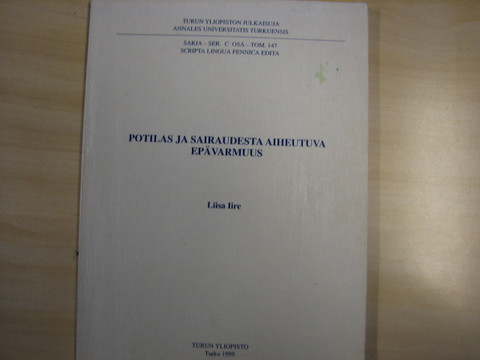 TURUN YLIOPISTON JULKAISUJA
ANNALES UNIVERSITATIS TURKUENSIS
SARJA - SER. C OSA - TOM. 147
SCRIPTA LINGUA FENNICA EDITA
POTILAS JA SAIRAUDESTA AIHEUTUVA
EPÄVARMUUS
Liisa Iire
TURUN YLIOPISTO
Turku 1999